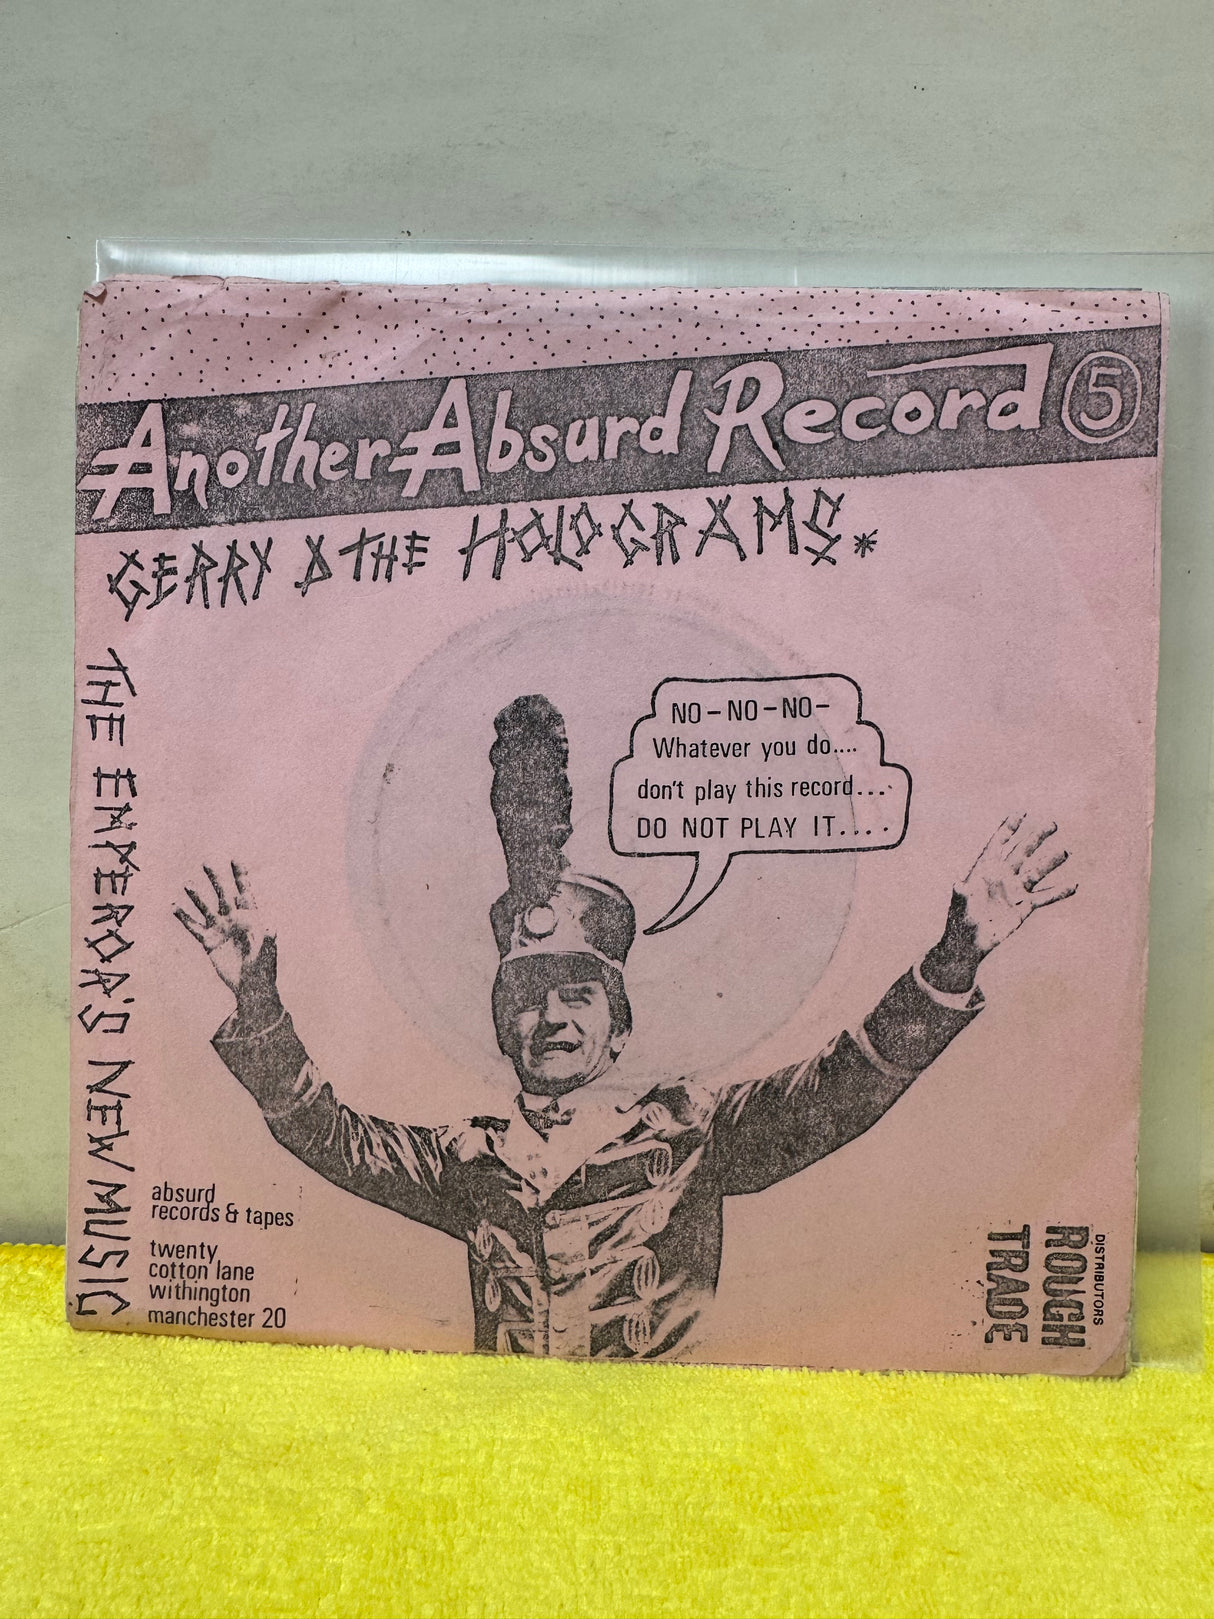 Another Absurd Record 5
GERRY & THE HOLOGRAMS.*
THE EMPEROR'S NEW MUSIC
NO-NO-NO-
Whatever you do....
don't play this record....
DO NOT PLAY IT....
absurd
records & tapes
twenty
cotton lane
withington
manchester 20
DISTRIBUTORS
ROUGH
TRADE